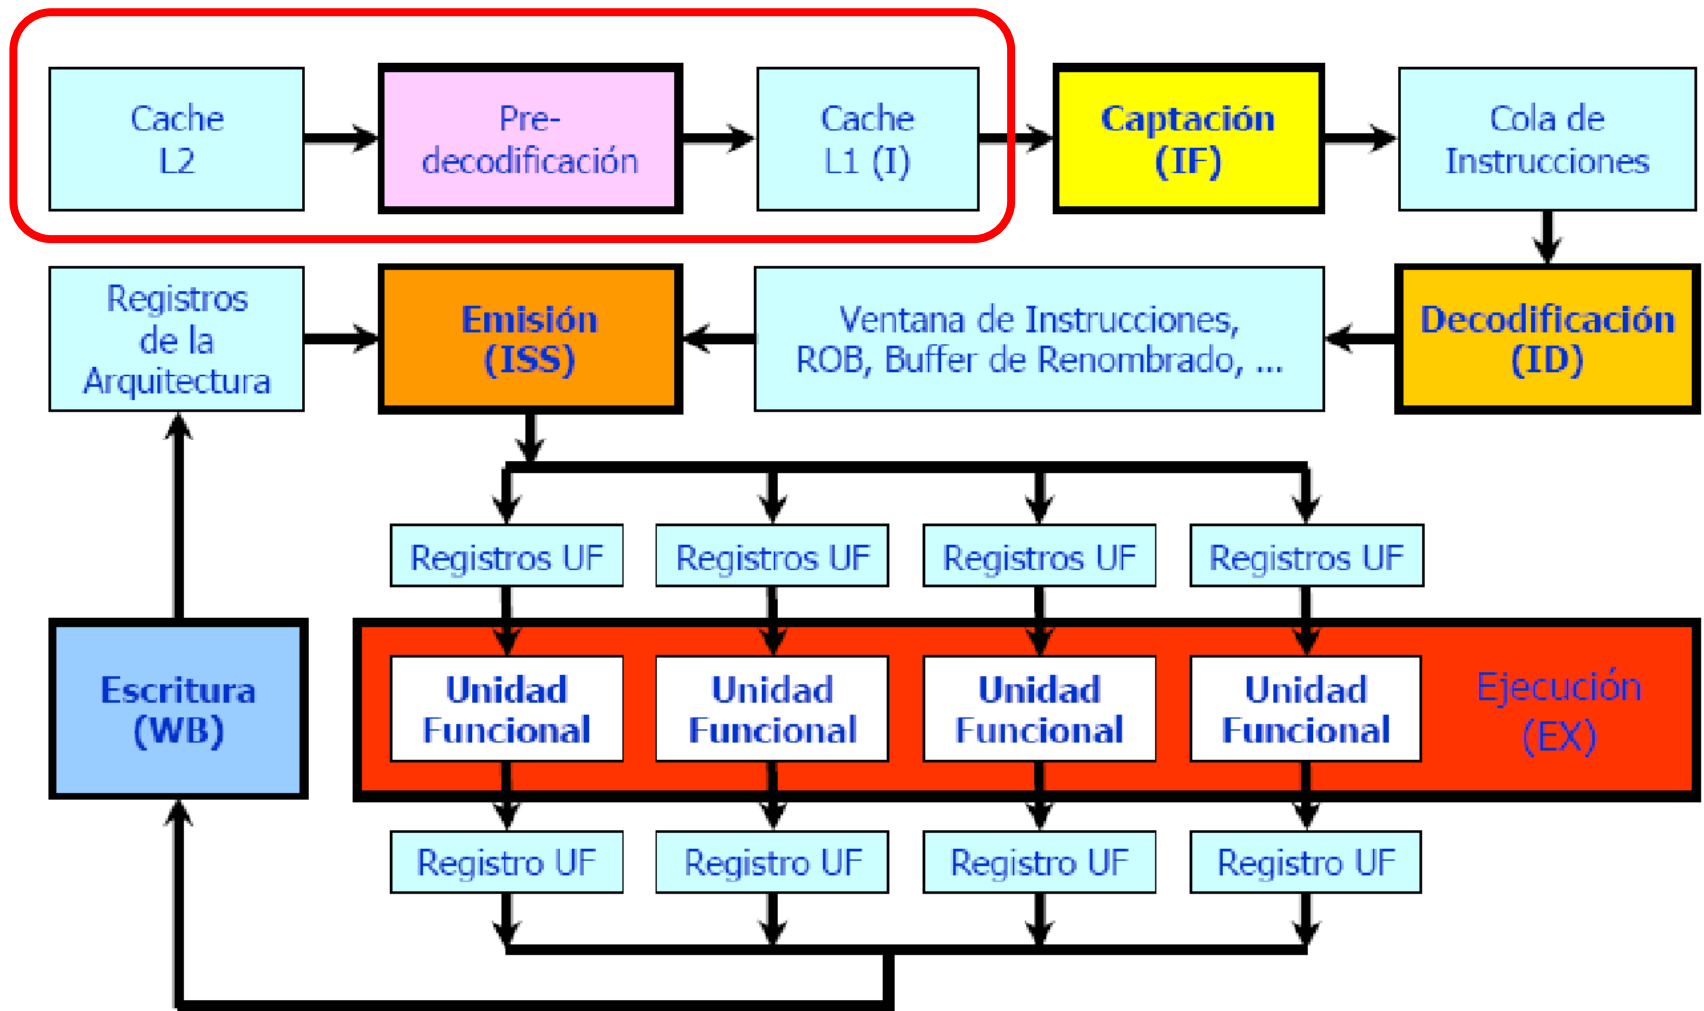 Cache
L2
Pre-
decodificación
Cache
L1 (I)
Captación
(IF)
Cola de
Instrucciones
Registros
de la
Arquitectura
Emisión
(ISS)
Ventana de Instrucciones,
ROB, Buffer de Renombrado, ...
Decodificación
(ID)
Registros UF
Registros UF
Registros UF
Registros UF
Escritura
(WB)
Unidad
Funcional
Unidad
Funcional
Unidad
Funcional
Unidad
Funcional
Ejecución
(EX)
Registro UF
Registro UF
Registro UF
Registro UF